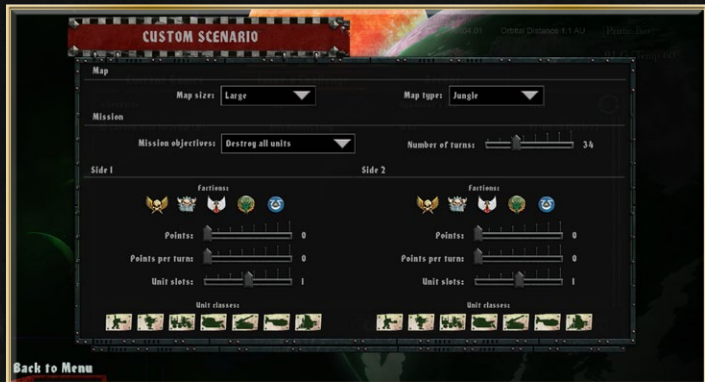 CUSTOM SCENARIO
Orbital Distance 1.1 AU
Map
Map size: Large
Map type: Jungle
Mission
Mission objectives: Destroy all units
Number of turns: 34
Side 1
Side 2
Factions:
Factions:
Points: 0
Points: 0
Points per turn: 0
Points per turn: 0
Unit slots: 1
Unit slots: 1
Unit classes:
Unit classes:
Back to Menu